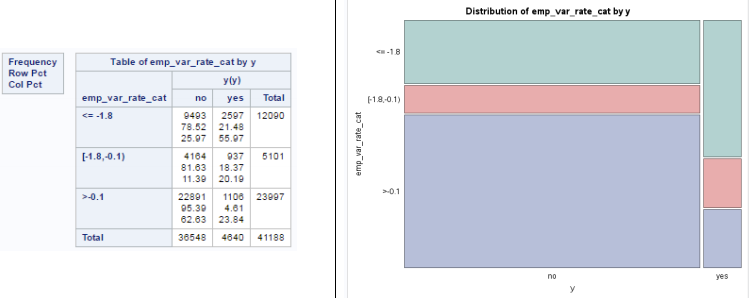 Frequency
Row Pct
Col Pct
Table of emp_var_rate_cat by y
y(y)
emp_var_rate_cat no yes Total
<= -1.8 9493 2597 12090
78.52 21.48
25.97 55.97
[-1.8,-0.1) 4164 937 5101
81.63 18.37
11.39 20.19
>-0.1 22891 1106 23997
95.39 4.61
62.63 23.84
Total 36548 4640 41188
Distribution of emp_var_rate_cat by y
<= -1.8
[-1.8,-0.1)
>-0.1
emp_var_rate_cat
no yes
y